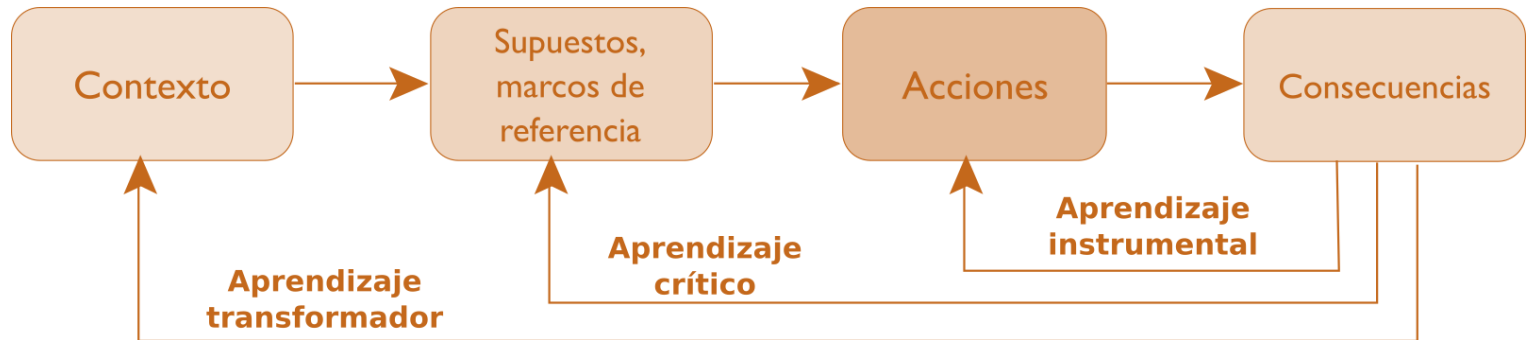 Contexto
Supuestos,
marcos de
referencia
Acciones
Consecuencias
Aprendizaje
instrumental
Aprendizaje
crítico
Aprendizaje
transformador